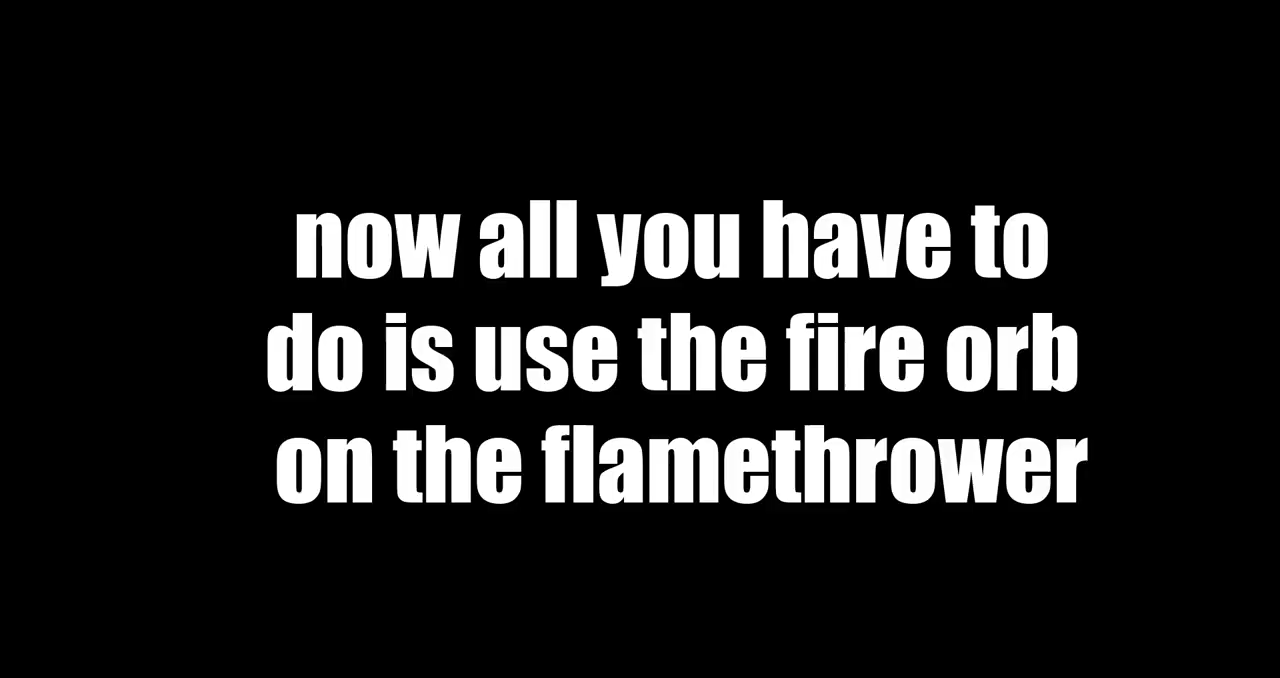 now all you have to
do is use the fire orb
on the flamethrower